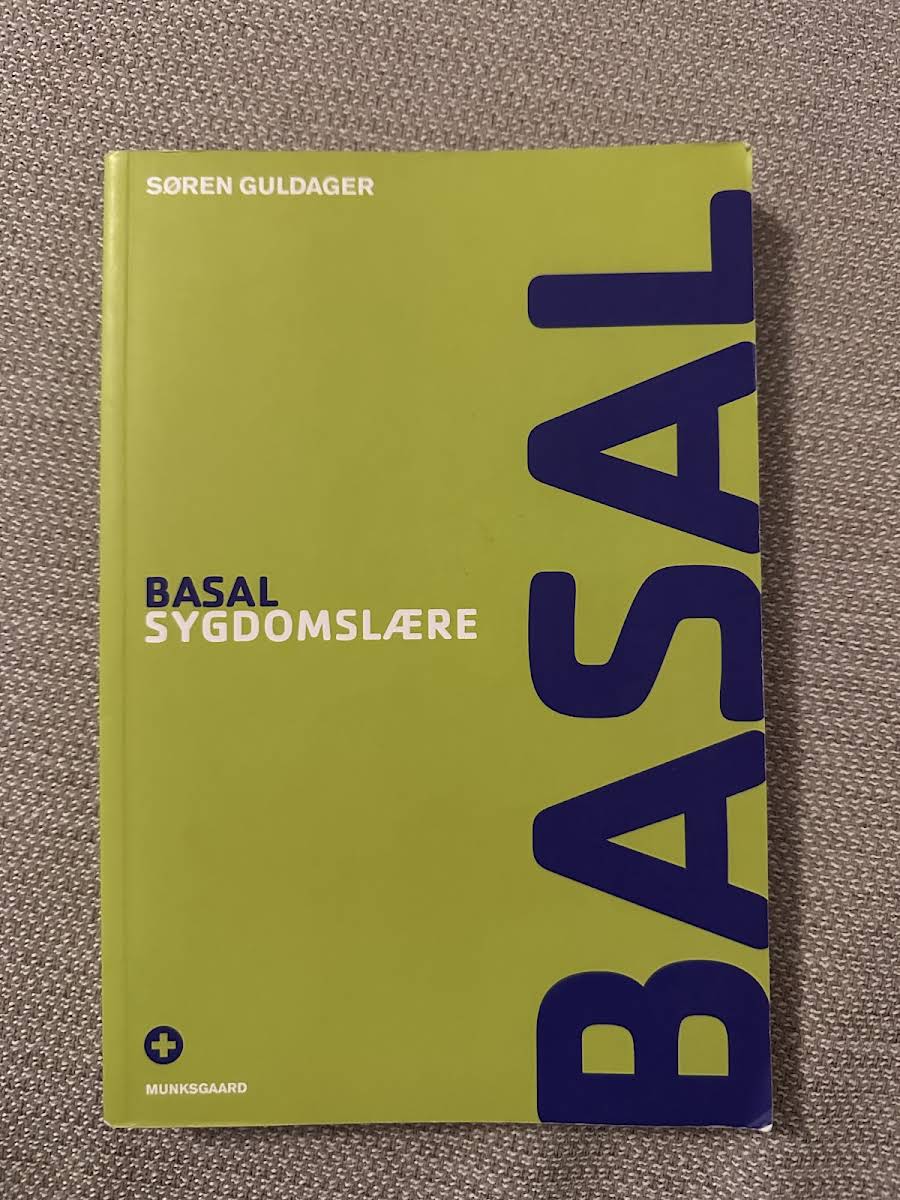 SØREN GULDAGER
BASAL
SYGDOMSLÆRE
BASAL
MUNKSGAARD